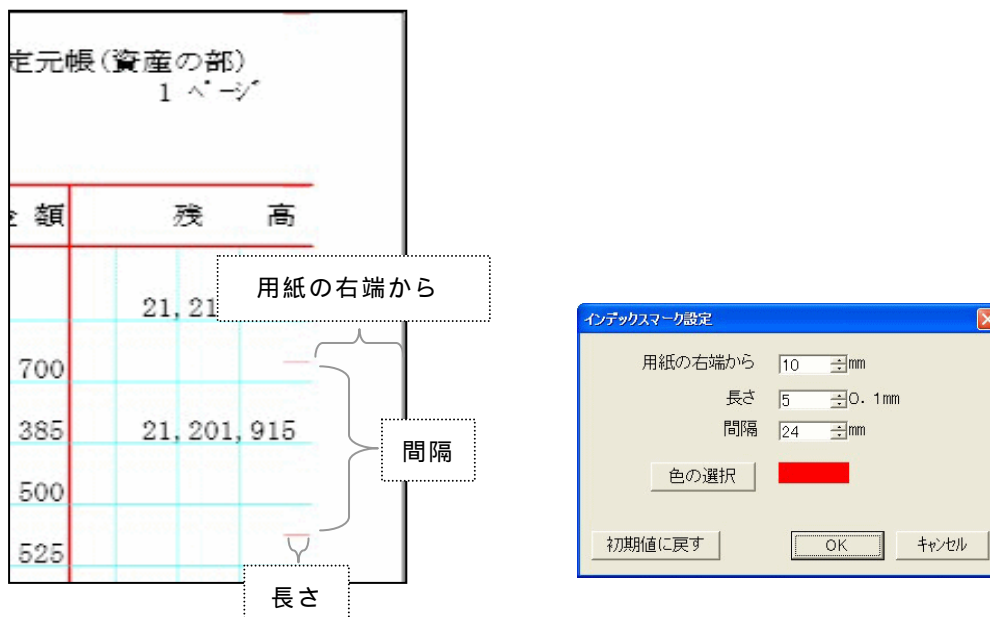 定元帳(資産の部)
1 ﾍﾟｰｼﾞ
額 残 高
21, 21
用紙の右端から
700
385 21, 201, 915
間隔
500
525
長さ
インデックスマーク設定
用紙の右端から 10 mm
長さ 5 0. 1mm
間隔 24 mm
色の選択
初期値に戻す OK キャンセル